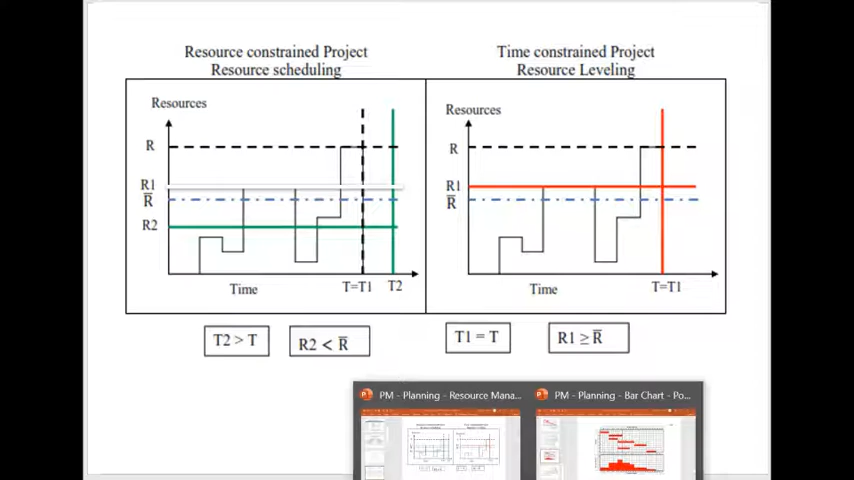 Resource constrained Project
Resource scheduling
Time constrained Project
Resource Leveling
Resources
R
R1
R̅
R2
Time
T=T1
T2
Resources
R
R1
R̅
Time
T=T1
T2 > T
R2 < R̅
T1 = T
R1 ≥ R̅
PM - Planning - Resource Mana...
PM - Planning - Bar Chart - Po...